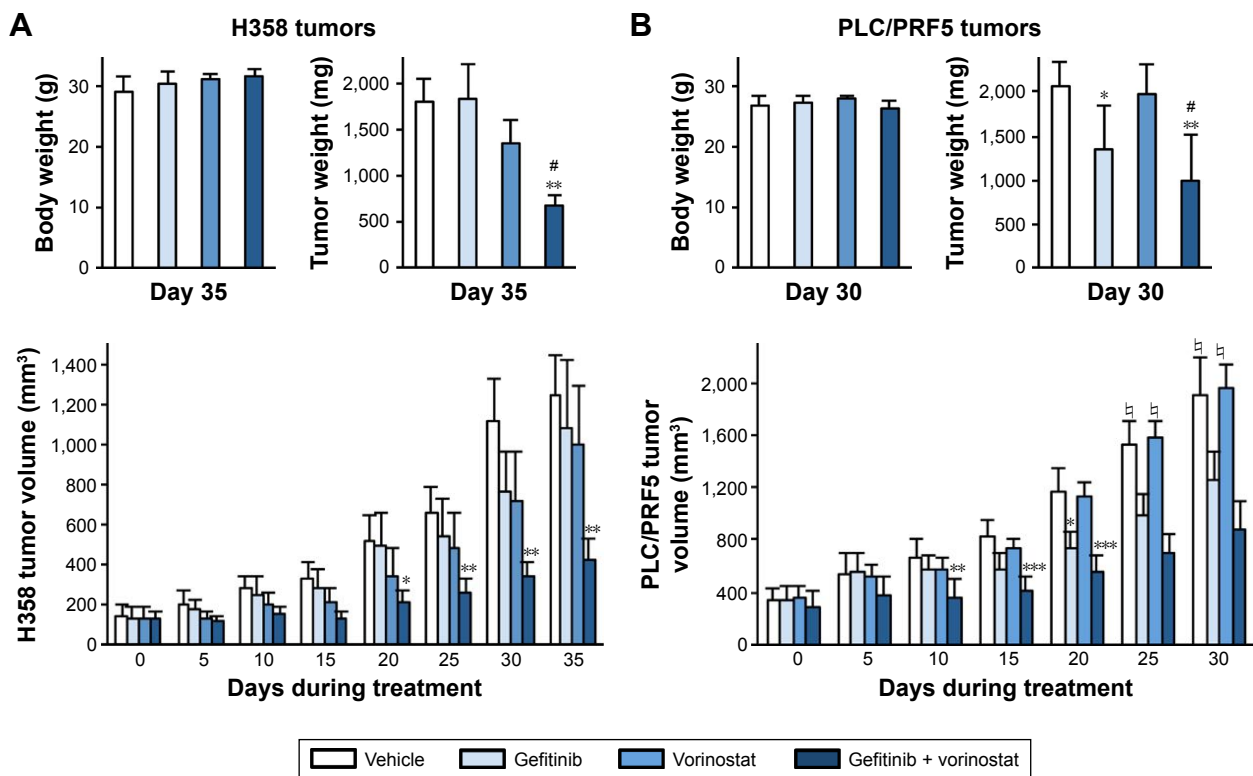 A
H358 tumors
Body weight (g)
30
20
10
0
Day 35
Tumor weight (mg)
2,000
1,500
1,000
500
0
#
**
Day 35
B
PLC/PRF5 tumors
Body weight (g)
30
20
10
0
Day 30
Tumor weight (mg)
2,000
1,500
1,000
500
0
*
#
**
Day 30
H358 tumor volume (mm³)
1,400
1,200
1,000
800
600
400
200
0
*
**
**
**
0 5 10 15 20 25 30 35
Days during treatment
PLC/PRF5 tumor
volume (mm³)
2,000
1,600
1,200
800
400
0
**
***
*
***
♮ ♮
♮ ♮
0 5 10 15 20 25 30
Days during treatment
Vehicle Gefitinib Vorinostat Gefitinib + vorinostat